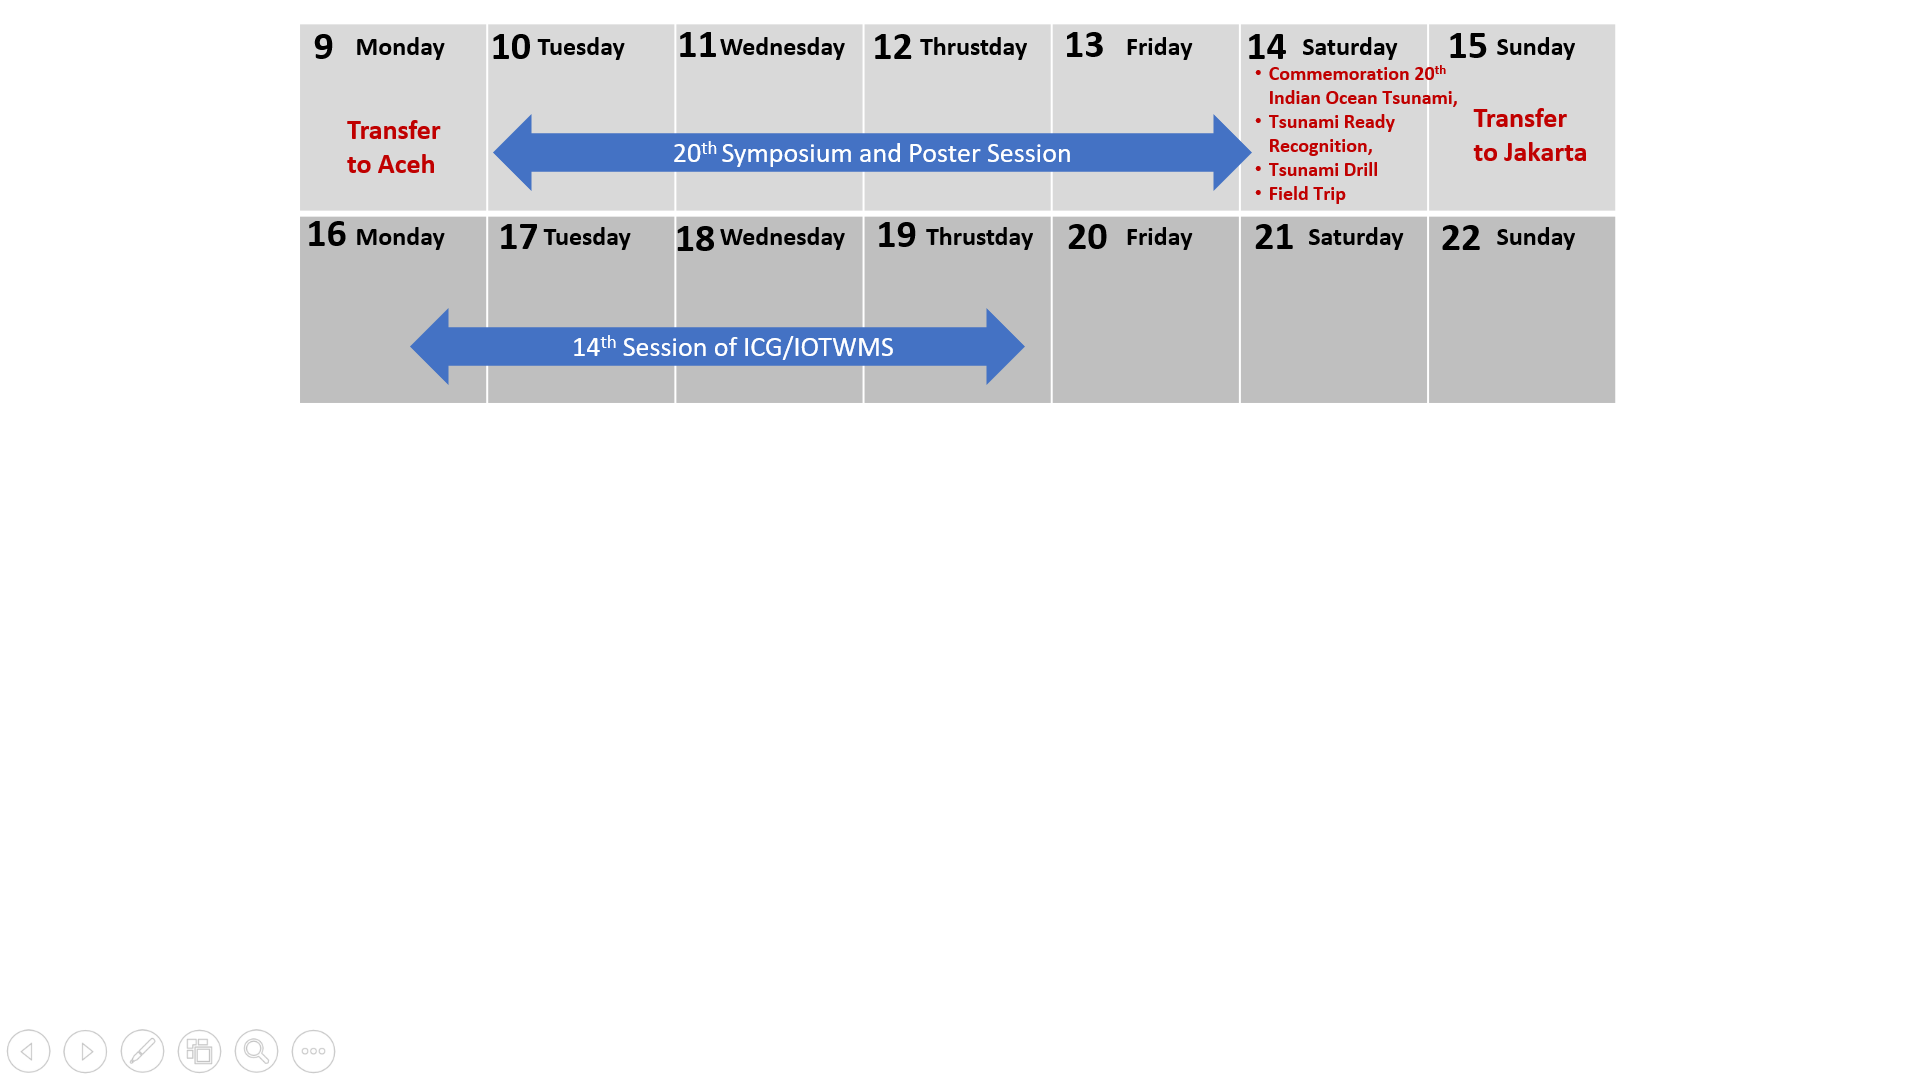 9 Monday 10 Tuesday 11 Wednesday 12 Thrustday 13 Friday 14 Saturday 15 Sunday
Transfer
to Aceh
20th Symposium and Poster Session
• Commemoration 20th
Indian Ocean Tsunami,
• Tsunami Ready
Recognition,
• Tsunami Drill
• Field Trip
Transfer
to Jakarta
16 Monday 17 Tuesday 18 Wednesday 19 Thrustday 20 Friday 21 Saturday 22 Sunday
14th Session of ICG/IOTWMS